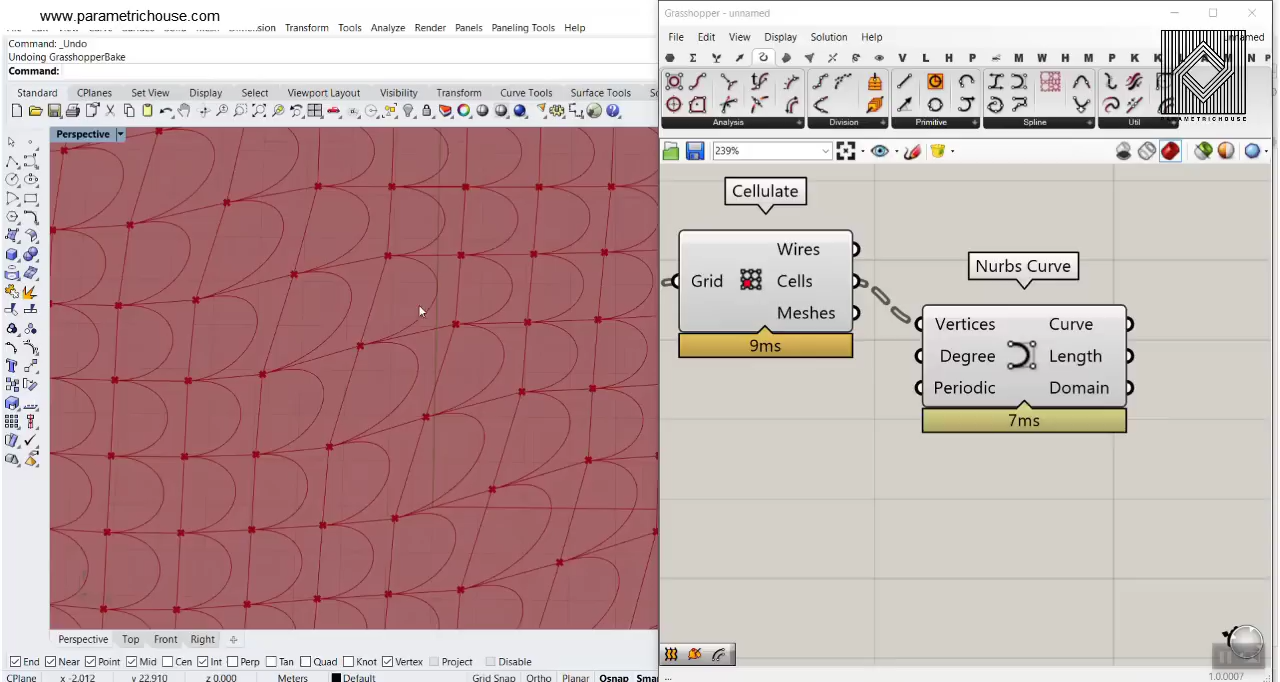 www.parametrichouse.com
Transform Tools Analyze Render Panels Paneling Tools Help
Command: _Undo
Undoing GrasshopperBake
Command:
Standard CPlanes Set View Display Select Viewport Layout Visibility Transform Curve Tools Surface Tools
Perspective
Perspective Top Front Right
End Near Point Mid Cen Int Perp Tan Quad Knot Vertex Project Disable
CPlane x -2.012 y 22.910 z 0.000 Meters Default Grid Snap Ortho Planar Osnap
Grasshopper - unnamed
File Edit View Display Solution Help
V L H S M W H M P K K
Analysis Division Primitive Spline Util
PARAMETRICHOUSE
239%
Cellulate
Wires
Grid Cells
Meshes
9ms
Nurbs Curve
Vertices Curve
Degree Length
Periodic Domain
7ms
...
1.0.0007